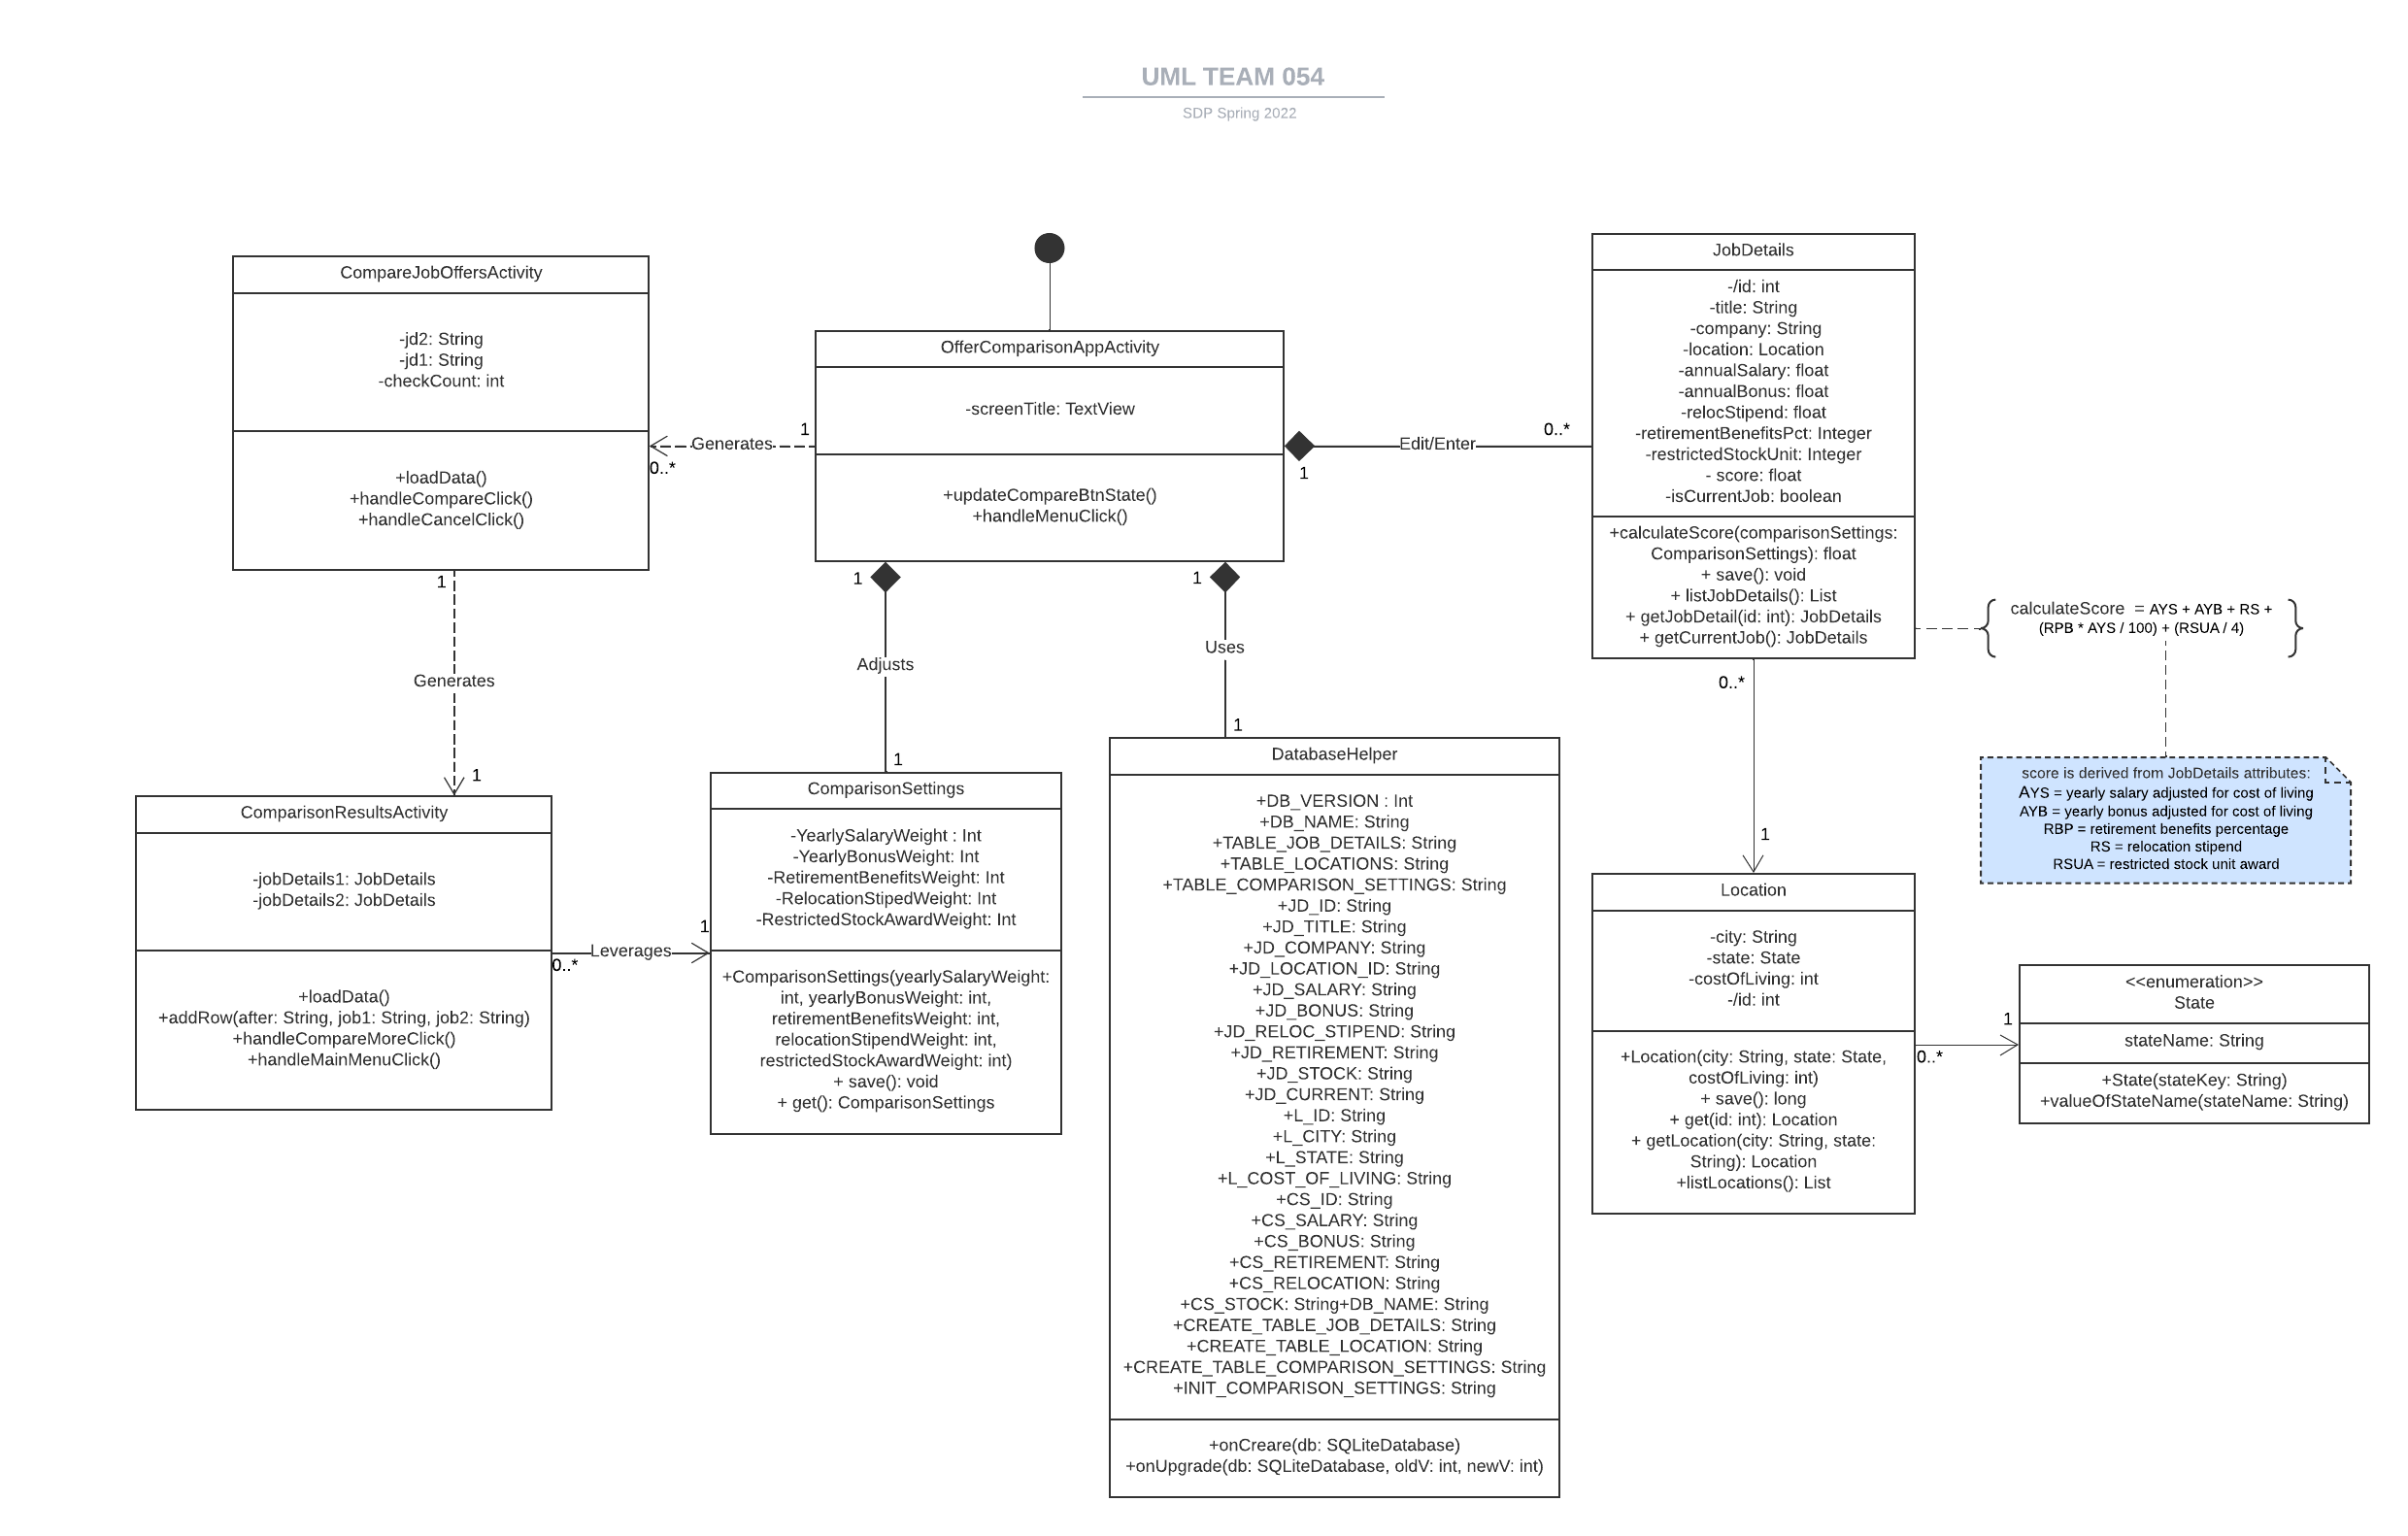 UML TEAM 054
SDP Spring 2022
CompareJobOffersActivity
-jd2: String
-jd1: String
-checkCount: int
+loadData()
+handleCompareClick()
+handleCancelClick()
1
Generates
0..*
OfferComparisonAppActivity
-screenTitle: TextView
+updateCompareBtnState()
+handleMenuClick()
1
Edit/Enter
0..*
JobDetails
-/id: int
-title: String
-company: String
-location: Location
-annualSalary: float
-annualBonus: float
-relocStipend: float
-retirementBenefitsPct: Integer
-restrictedStockUnit: Integer
- score: float
-isCurrentJob: boolean
+calculateScore(comparisonSettings:
ComparisonSettings): float
+ save(): void
+ listJobDetails(): List
+ getJobDetail(id: int): JobDetails
+ getCurrentJob(): JobDetails
calculateScore = AYS + AYB + RS +
(RPB * AYS / 100) + (RSUA / 4)
score is derived from JobDetails attributes:
AYS = yearly salary adjusted for cost of living
AYB = yearly bonus adjusted for cost of living
RBP = retirement benefits percentage
RS = relocation stipend
RSUA = restricted stock unit award
1
Generates
1
1
Adjusts
1
1
Uses
1
0..*
1
ComparisonResultsActivity
-jobDetails1: JobDetails
-jobDetails2: JobDetails
+loadData()
+addRow(after: String, job1: String, job2: String)
+handleCompareMoreClick()
+handleMainMenuClick()
0..*
Leverages
1
ComparisonSettings
-YearlySalaryWeight : Int
-YearlyBonusWeight: Int
-RetirementBenefitsWeight: Int
-RelocationStipedWeight: Int
-RestrictedStockAwardWeight: Int
+ComparisonSettings(yearlySalaryWeight:
int, yearlyBonusWeight: int,
retirementBenefitsWeight: int,
relocationStipendWeight: int,
restrictedStockAwardWeight: int)
+ save(): void
+ get(): ComparisonSettings
DatabaseHelper
+DB_VERSION : Int
+DB_NAME: String
+TABLE_JOB_DETAILS: String
+TABLE_LOCATIONS: String
+TABLE_COMPARISON_SETTINGS: String
+JD_ID: String
+JD_TITLE: String
+JD_COMPANY: String
+JD_LOCATION_ID: String
+JD_SALARY: String
+JD_BONUS: String
+JD_RELOC_STIPEND: String
+JD_RETIREMENT: String
+JD_STOCK: String
+JD_CURRENT: String
+L_ID: String
+L_CITY: String
+L_STATE: String
+L_COST_OF_LIVING: String
+CS_ID: String
+CS_SALARY: String
+CS_BONUS: String
+CS_RETIREMENT: String
+CS_RELOCATION: String
+CS_STOCK: String+DB_NAME: String
+CREATE_TABLE_JOB_DETAILS: String
+CREATE_TABLE_LOCATION: String
+CREATE_TABLE_COMPARISON_SETTINGS: String
+INIT_COMPARISON_SETTINGS: String
+onCreare(db: SQLiteDatabase)
+onUpgrade(db: SQLiteDatabase, oldV: int, newV: int)
Location
-city: String
-state: State
-costOfLiving: int
-/id: int
+Location(city: String, state: State,
costOfLiving: int)
+ save(): long
+ get(id: int): Location
+ getLocation(city: String, state:
String): Location
+listLocations(): List
0..*
1
<<enumeration>>
State
stateName: String
+State(stateKey: String)
+valueOfStateName(stateName: String)